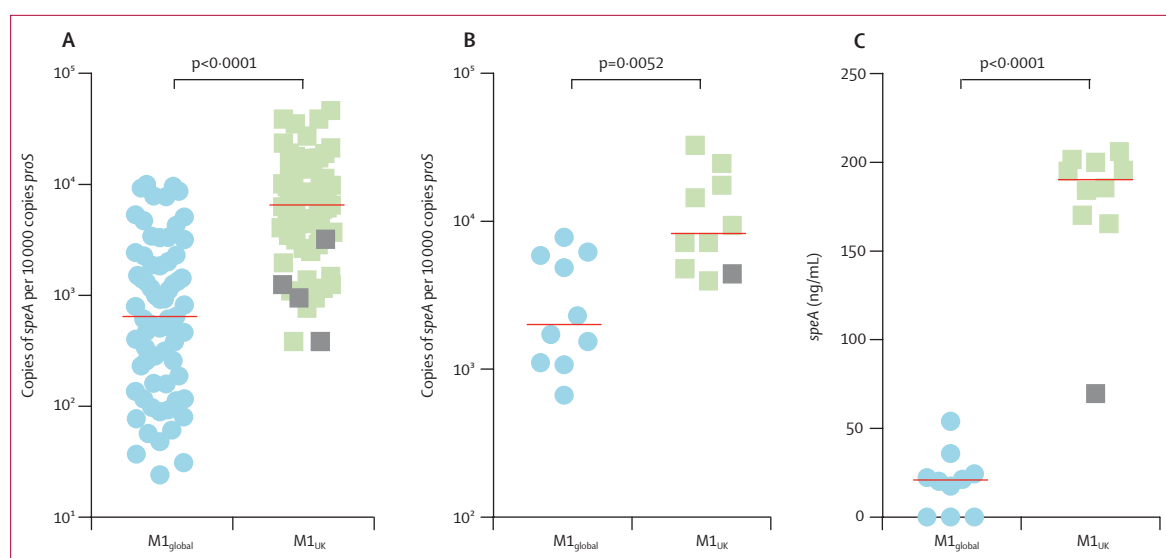 A
p<0·0001
Copies of speA per 10 000 copies proS
10⁵
10⁴
10³
10²
10¹
M1global
M1UK
B
p=0·0052
Copies of speA per 10 000 copies proS
10⁵
10⁴
10³
10²
M1global
M1UK
C
p<0·0001
speA (ng/mL)
250
200
150
100
50
0
M1global
M1UK